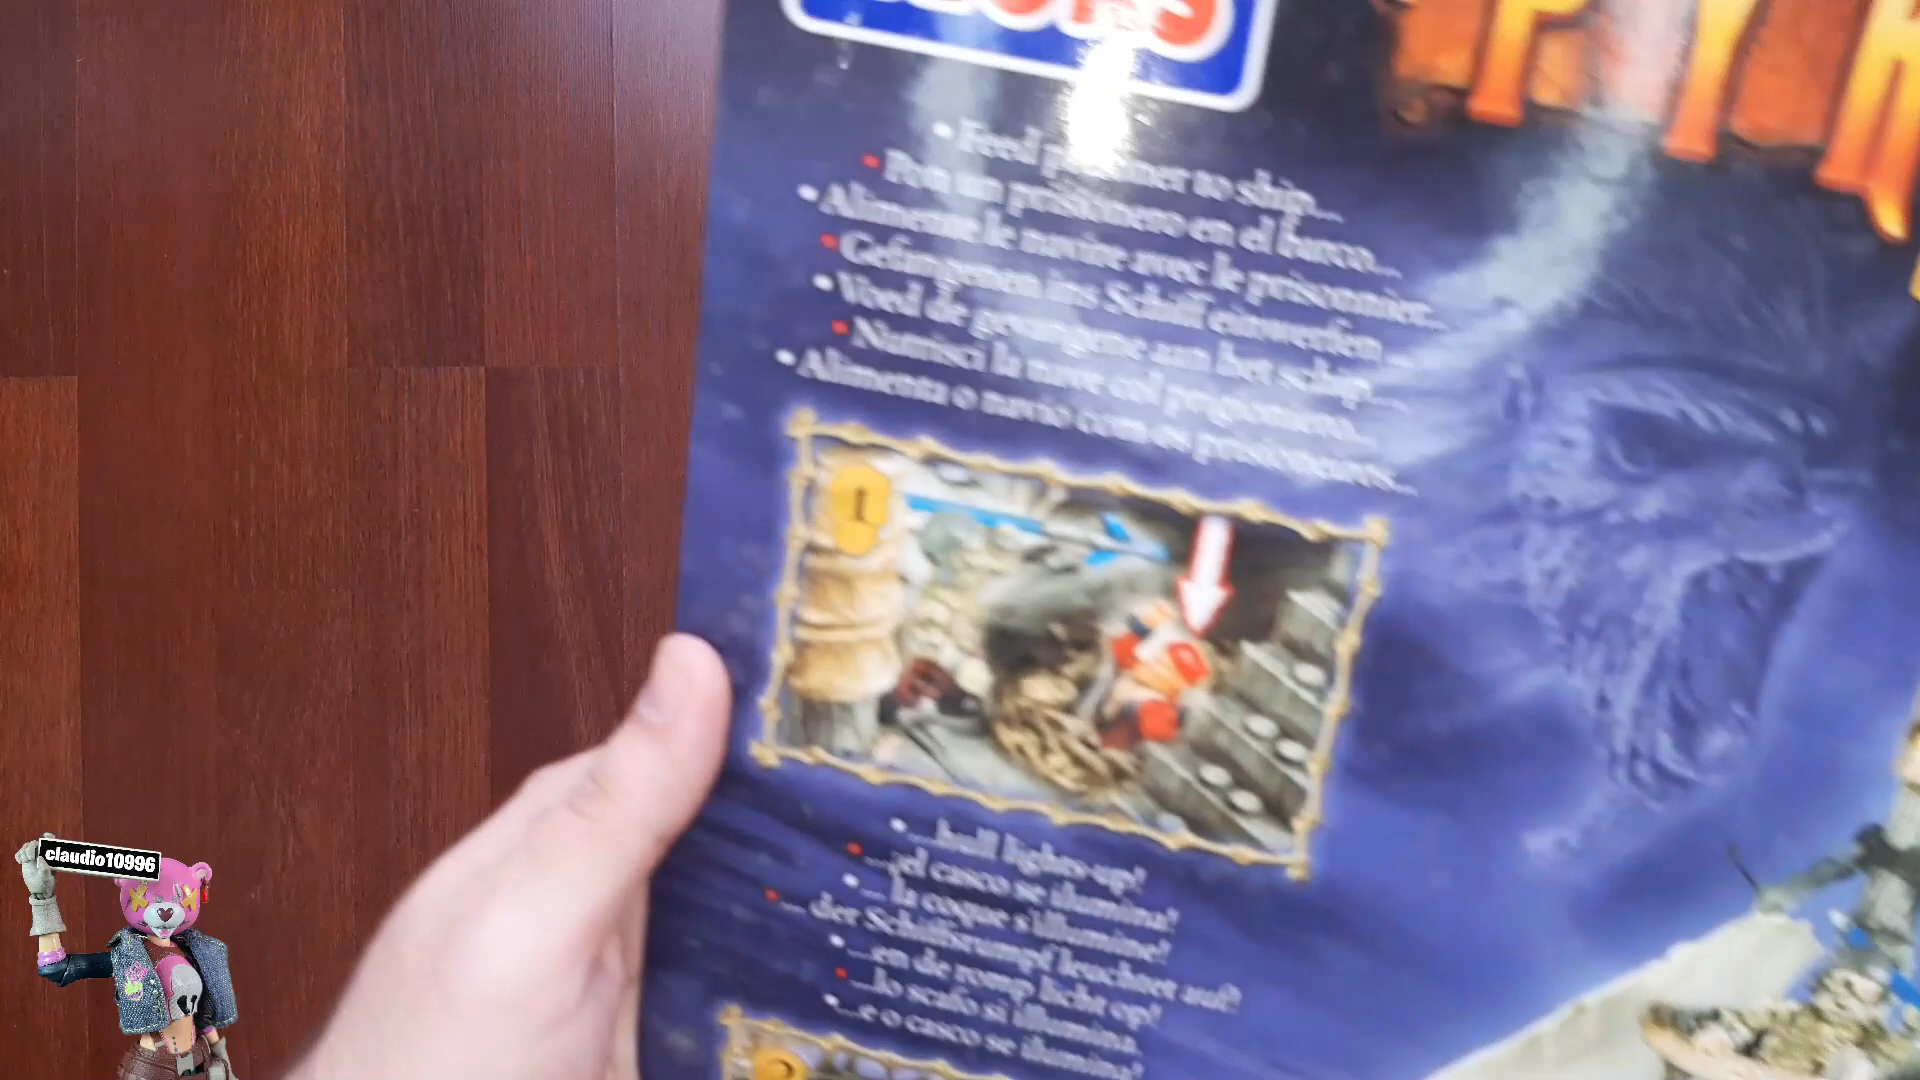 PYR
• Feed prisoner to ship...
• Pon un prisionero en el barco...
• Alimente le navire avec le prisonnier...
• Gefangenen ins Schiff einwerfen...
• Voed de gevangene aan het schip...
• Nutrisci la nave col prigioniero...
• Alimenta o navio com os prisioneiros...
1
• ...hull lights-up!
• ...¡el casco se ilumina!
• ... la coque s'illumine!
• ... der Schiffsrumpf leuchtet auf!
• ...en de romp licht op!
• ...lo scafo si illumina.
• ...e o casco se ilumina!
2
claudio10996